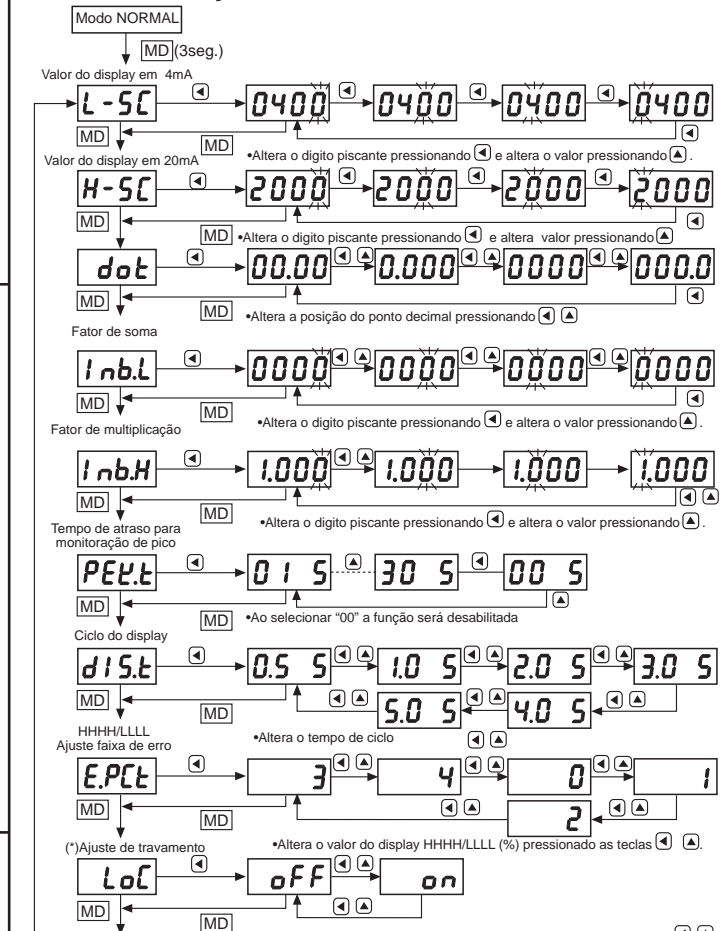 Modo NORMAL
MD (3seg.)
Valor do display em 4mA
L-SC 0400 0400 0400 0400
MD MD
•Altera o digito piscante pressionando e altera o valor pressionando .
Valor do display em 20mA
H-SC 2000 2000 2000 2000
MD MD
•Altera o digito piscante pressionando e altera valor pressionando
dot 00.00 0.000 0000 000.0
MD MD
•Altera a posição do ponto decimal pressionando
Fator de soma
Inb.L 0000 0000 0000 0000
MD MD
•Altera o digito piscante pressionando e altera o valor pressionando .
Fator de multiplicação
Inb.H 1.000 1.000 1.000 1.000
MD MD
•Altera o digito piscante pressionando e altera o valor pressionando .
Tempo de atraso para
monitoração de pico
PEK.t 01 S 30 S 00 S
MD MD
•Ao selecionar “00” a função será desabilitada
Ciclo do display
dIS.t 0.5 S 1.0 S 2.0 S 3.0 S
5.0 S 4.0 S
MD MD
•Altera o tempo de ciclo
HHHH/LLLL
Ajuste faixa de erro
E.PCt 3 4 0 1
2
MD MD
•Altera o valor do display HHHH/LLLL (%) pressionado as teclas .
(*)Ajuste de travamento
LoC oFF on
MD MD